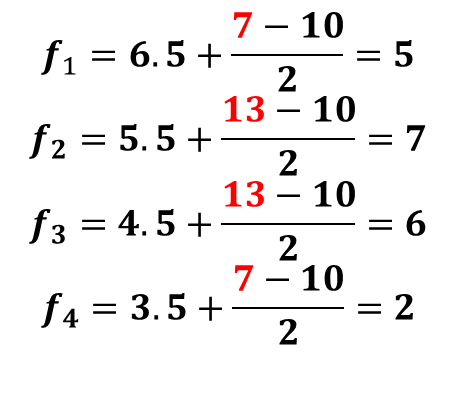 f₁ = 6.5 + (7 − 10)/2 = 5
f₂ = 5.5 + (13 − 10)/2 = 7
f₃ = 4.5 + (13 − 10)/2 = 6
f₄ = 3.5 + (7 − 10)/2 = 2